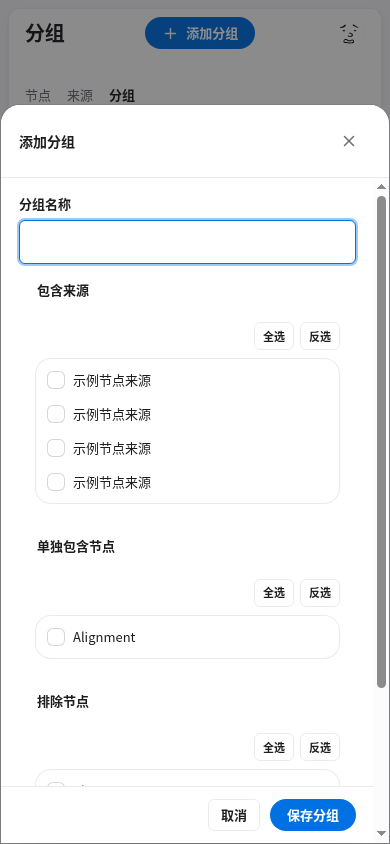 分组
添加分组
节点 来源 分组
添加分组
分组名称
包含来源
全选 反选
示例节点来源
示例节点来源
示例节点来源
示例节点来源
单独包含节点
全选 反选
Alignment
排除节点
全选 反选
取消 保存分组